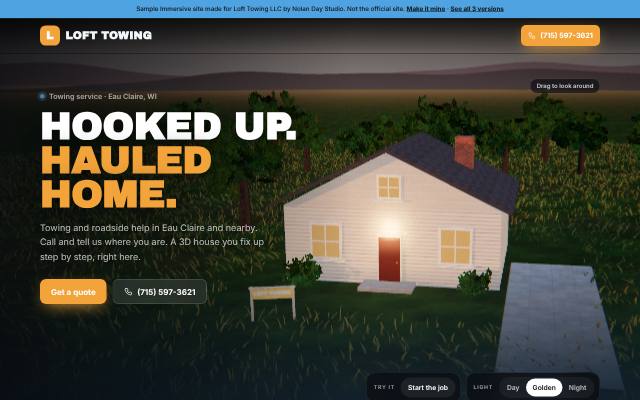 Sample Immersive site made for Loft Towing LLC by Nolan Day Studio. Not the official site. Make it mine · See all 3 versions
L LOFT TOWING
(715) 597-3621
Drag to look around
Towing service · Eau Claire, WI
HOOKED UP.
HAULED
HOME.
Towing and roadside help in Eau Claire and nearby.
Call and tell us where you are. A 3D house you fix up
step by step, right here.
Get a quote
(715) 597-3621
TRY IT Start the job
LIGHT Day Golden Night